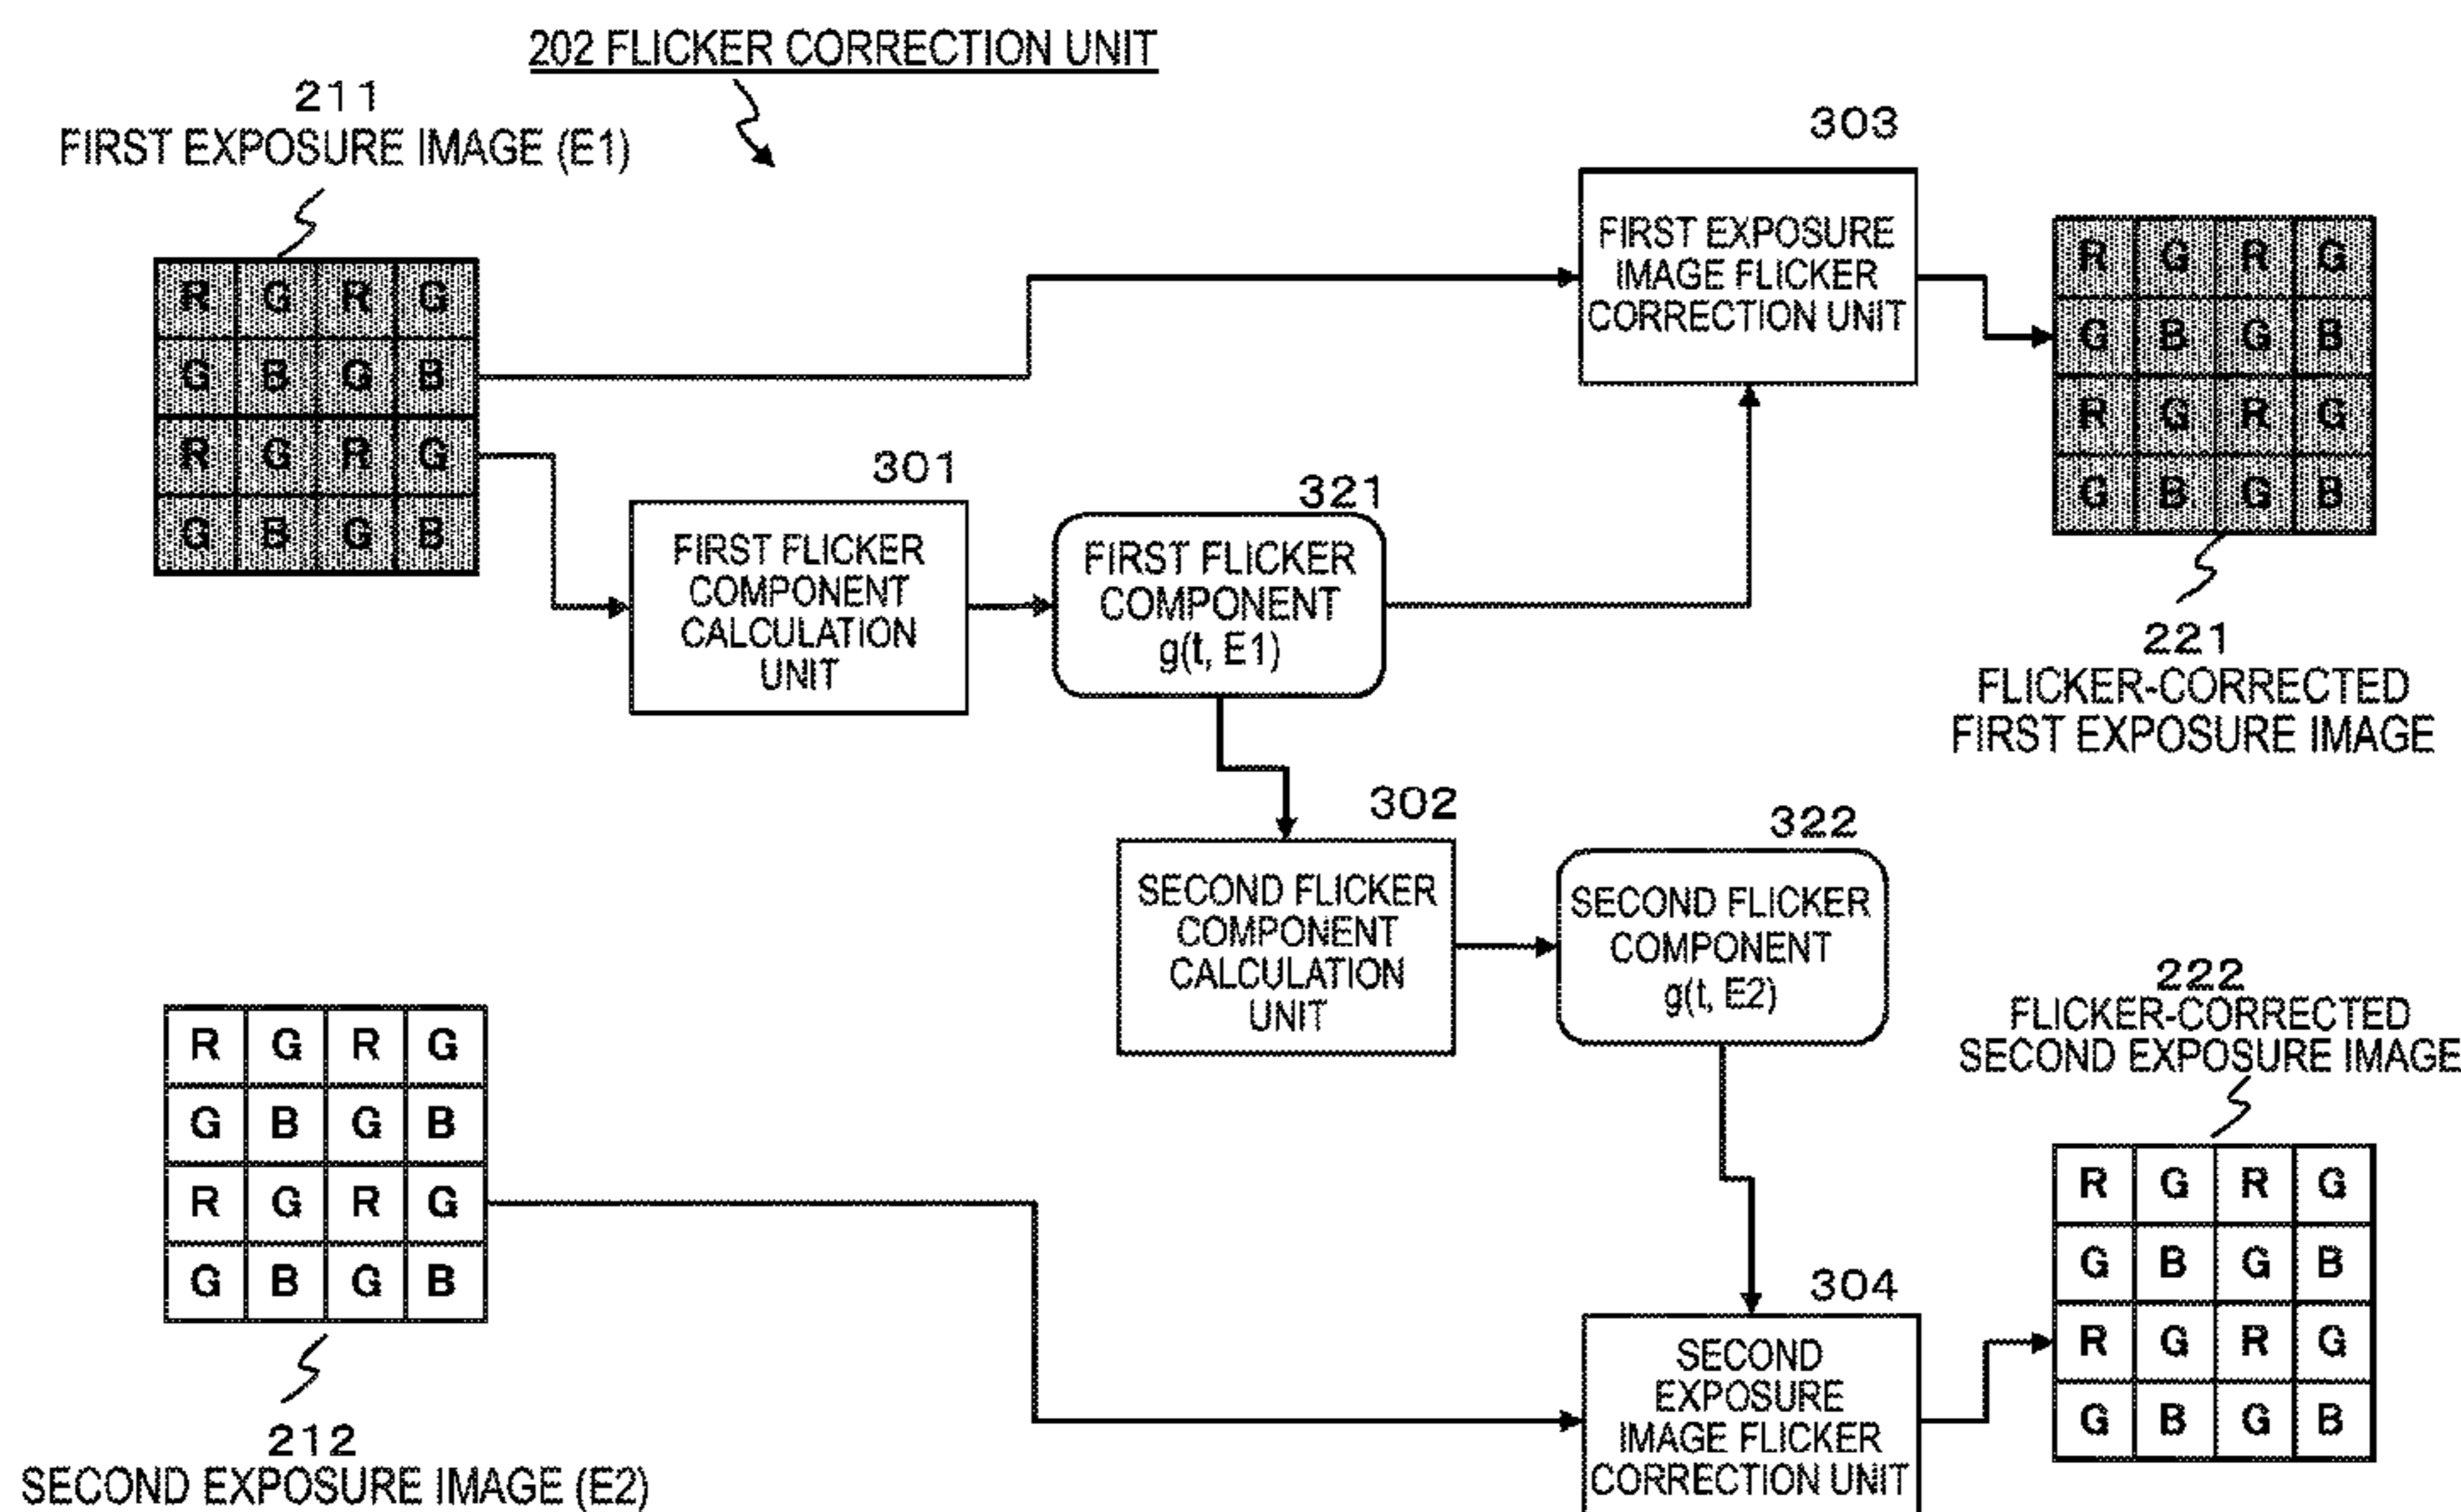 202 FLICKER CORRECTION UNIT
211
FIRST EXPOSURE IMAGE (E1)
R G R G
G B G B
R G R G
G B G B
303
FIRST EXPOSURE
IMAGE FLICKER
CORRECTION UNIT
R G R G
G B G B
R G R G
G B G B
221
FLICKER-CORRECTED
FIRST EXPOSURE IMAGE
301
FIRST FLICKER
COMPONENT
CALCULATION
UNIT
321
FIRST FLICKER
COMPONENT
g(t, E1)
302
SECOND FLICKER
COMPONENT
CALCULATION
UNIT
322
SECOND FLICKER
COMPONENT
g(t, E2)
R G R G
G B G B
R G R G
G B G B
212
SECOND EXPOSURE IMAGE (E2)
304
SECOND
EXPOSURE
IMAGE FLICKER
CORRECTION UNIT
222
FLICKER-CORRECTED
SECOND EXPOSURE IMAGE
R G R G
G B G B
R G R G
G B G B